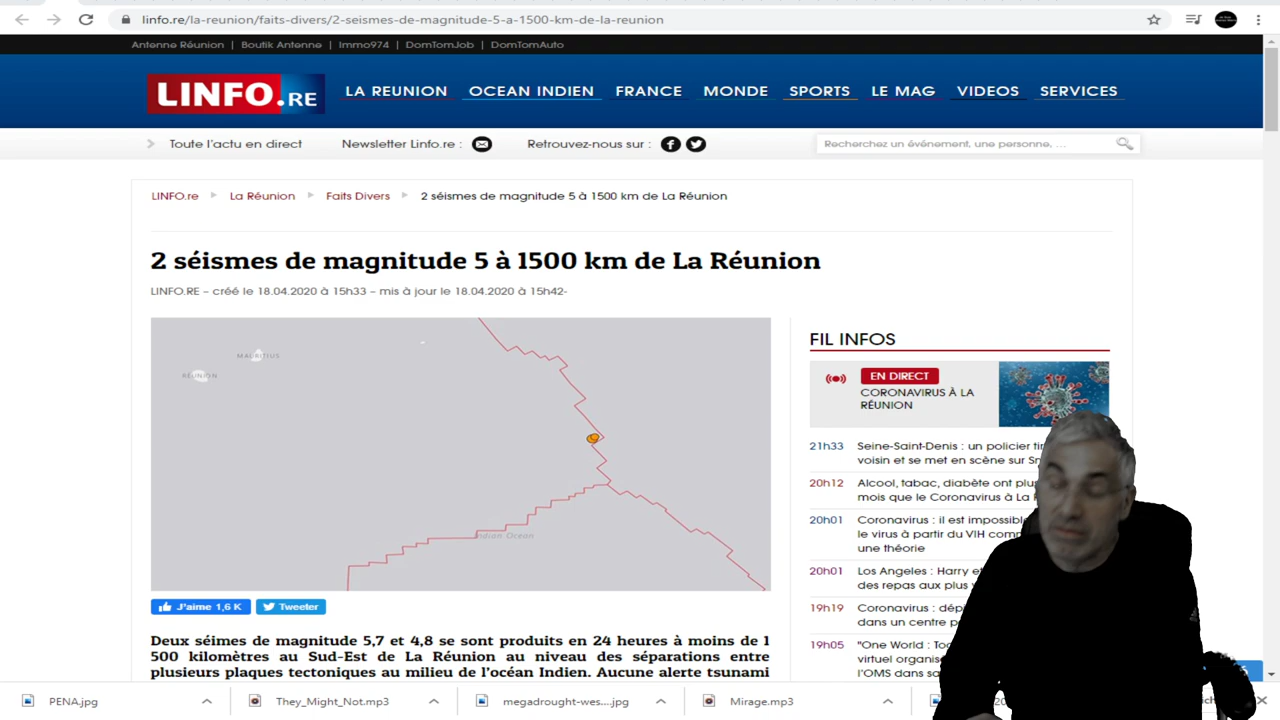 linfo.re/la-reunion/faits-divers/2-seismes-de-magnitude-5-a-1500-km-de-la-reunion
Antenne Réunion | Boutik Antenne | Immo974 | DomTomJob | DomTomAuto
LINFO.RE
LA REUNION OCEAN INDIEN FRANCE MONDE SPORTS LE MAG VIDEOS SERVICES
Toute l'actu en direct Newsletter Linfo.re : Retrouvez-nous sur :
Recherchez un événement, une personne, ...
LINFO.re La Réunion Faits Divers 2 séismes de magnitude 5 à 1500 km de La Réunion
2 séismes de magnitude 5 à 1500 km de La Réunion
LINFO.RE – créé le 18.04.2020 à 15h33 – mis à jour le 18.04.2020 à 15h42-
MAURITIUS
RÉUNION
Indian Ocean
J'aime 1,6 K Tweeter
Deux séimes de magnitude 5,7 et 4,8 se sont produits en 24 heures à moins de 1
500 kilomètres au Sud-Est de La Réunion au niveau des séparations entre
plusieurs plaques tectoniques au milieu de l'océan Indien. Aucune alerte tsunami
FIL INFOS
EN DIRECT
CORONAVIRUS À LA
RÉUNION
21h33 Seine-Saint-Denis : un policier
voisin et se met en scène sur
20h12 Alcool, tabac, diabète ont
mois que le Coronavirus à La
20h01 Coronavirus : il est
le virus à partir du VIH
une théorie
20h01 Los Angeles : Harry
des repas aux plus
19h19 Coronavirus :
dans un centre
19h05 "One World :
virtuel
l'OMS dans
PENA.jpg They_Might_Not.mp3 megadrought-wes....jpg Mirage.mp3